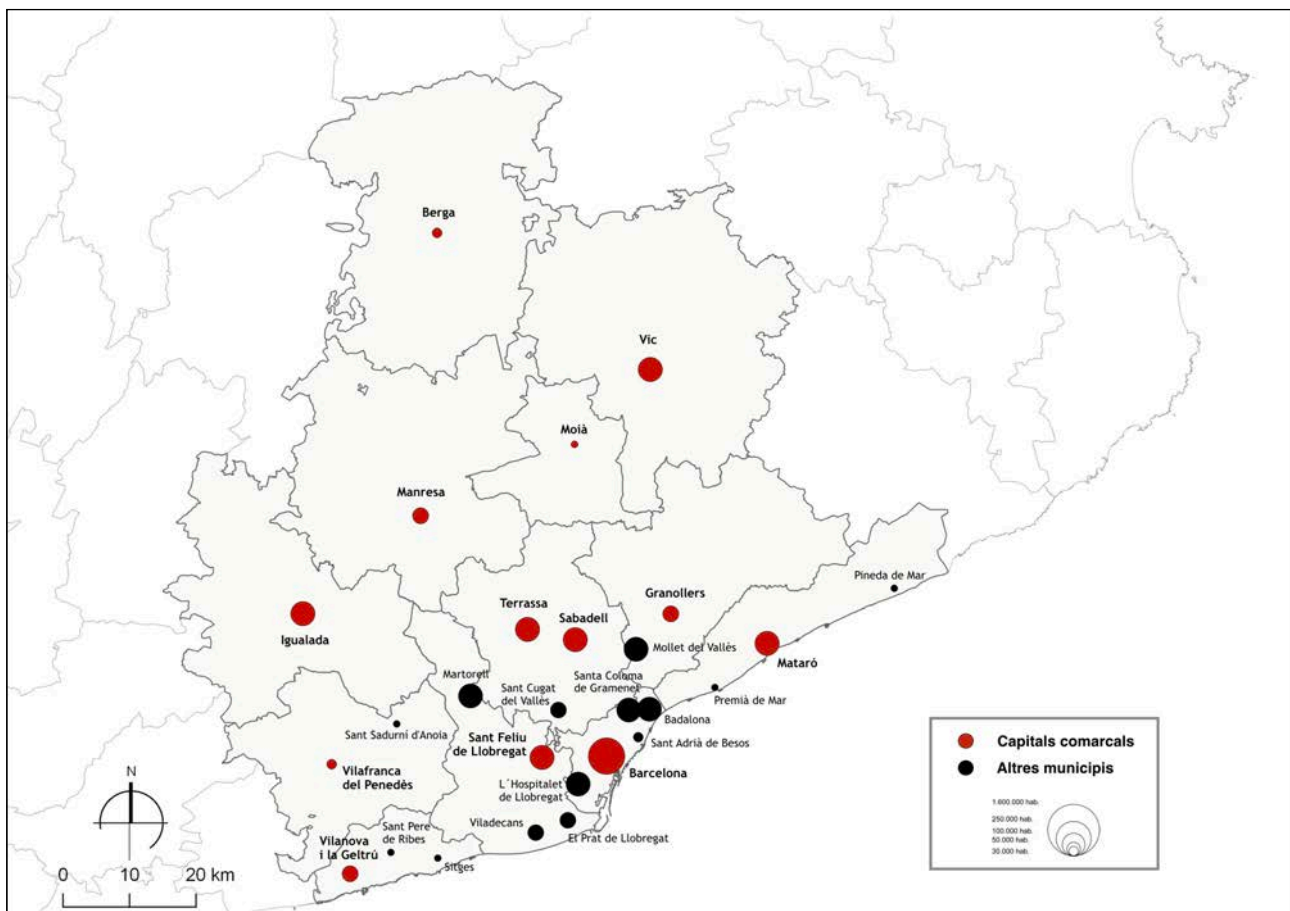 Berga
Vic
Moià
Manresa
Pineda de Mar
Granollers
Terrassa
Sabadell
Igualada
Mollet del Vallès
Mataró
Martorell
Santa Coloma
de Gramenet
Sant Cugat
del Vallès
Premià de Mar
Badalona
Sant Sadurní d'Anoia
Sant Feliu
de Llobregat
Sant Adrià de Besos
Vilafranca
del Penedès
Barcelona
L´Hospitalet
de Llobregat
Viladecans
El Prat de Llobregat
Sant Pere
de Ribes
Vilanova
i la Geltrú
Sitges
N
0 10 20 km
Capitals comarcals
Altres municipis
1.600.000 hab.
250.000 hab.
100.000 hab.
50.000 hab.
30.000 hab.